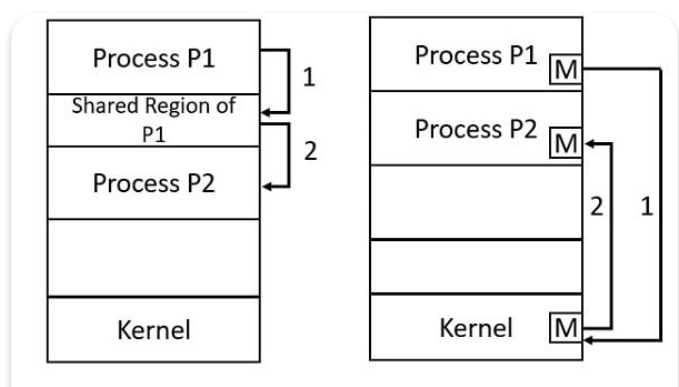 Process P1
1
Shared Region of
P1
2
Process P2
Kernel
Process P1
M
Process P2
M
2
1
Kernel
M